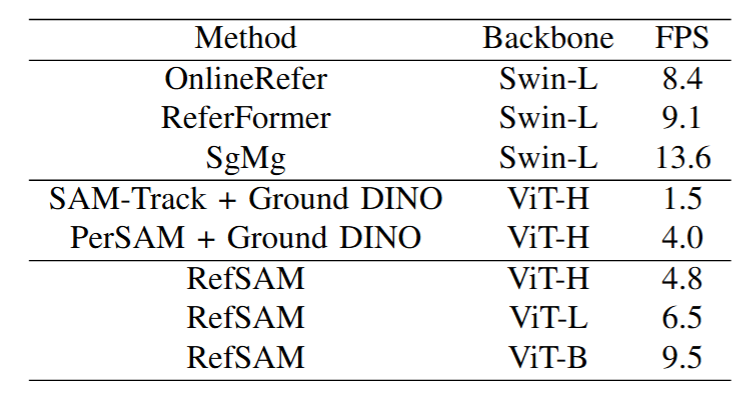 Method Backbone FPS
OnlineRefer Swin-L 8.4
ReferFormer Swin-L 9.1
SgMg Swin-L 13.6
SAM-Track + Ground DINO ViT-H 1.5
PerSAM + Ground DINO ViT-H 4.0
RefSAM ViT-H 4.8
RefSAM ViT-L 6.5
RefSAM ViT-B 9.5